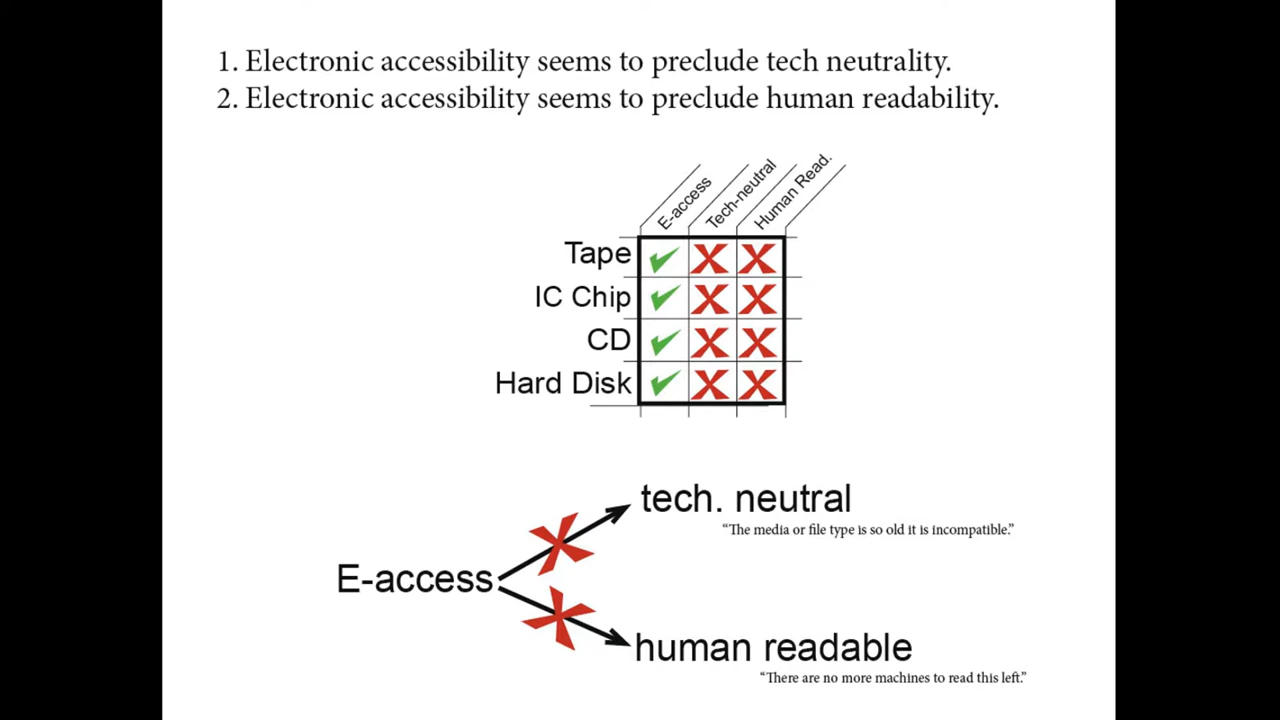 1. Electronic accessibility seems to preclude tech neutrality.
2. Electronic accessibility seems to preclude human readability.
E-access
Tech-neutral
Human Read.
Tape
IC Chip
CD
Hard Disk
tech. neutral
“The media or file type is so old it is incompatible.”
E-access
human readable
“There are no more machines to read this left.”